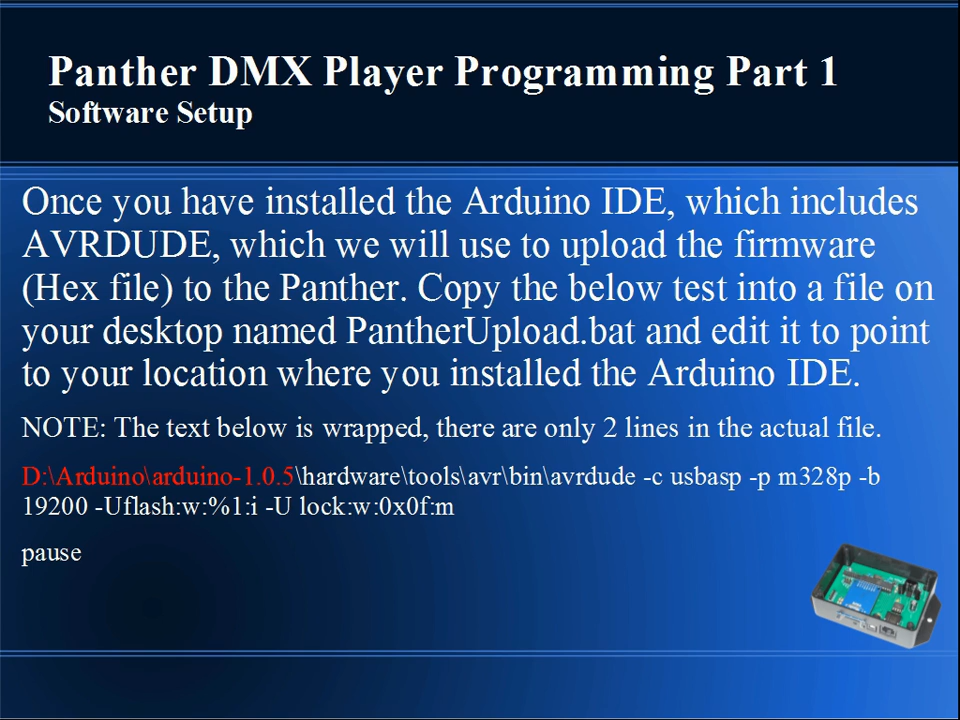 Panther DMX Player Programming Part 1
Software Setup
Once you have installed the Arduino IDE, which includes
AVRDUDE, which we will use to upload the firmware
(Hex file) to the Panther. Copy the below test into a file on
your desktop named PantherUpload.bat and edit it to point
to your location where you installed the Arduino IDE.
NOTE: The text below is wrapped, there are only 2 lines in the actual file.
D:\Arduino\arduino-1.0.5\hardware\tools\avr\bin\avrdude -c usbasp -p m328p -b
19200 -Uflash:w:%1:i -U lock:w:0x0f:m
pause